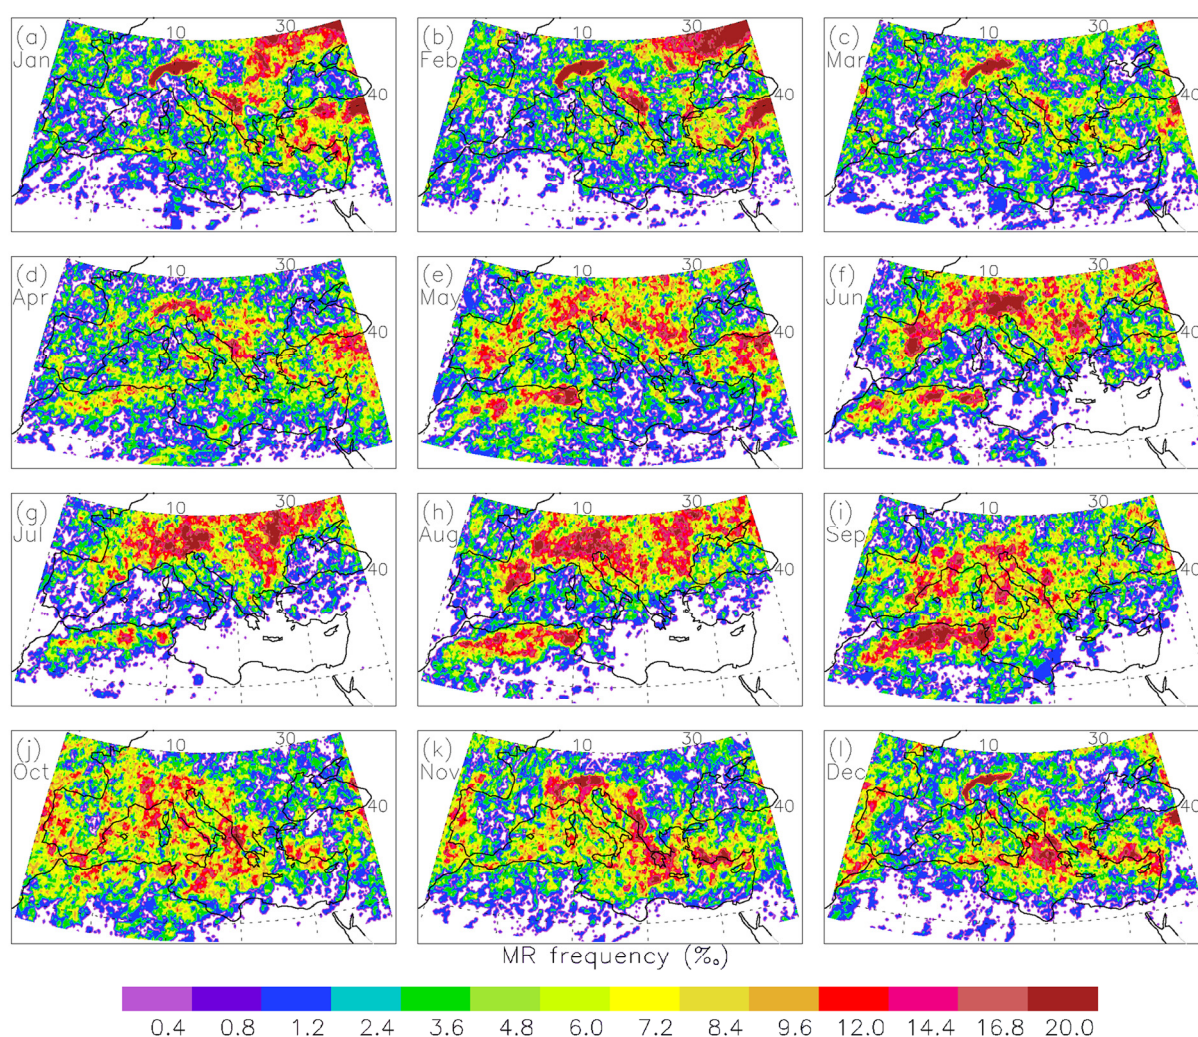 (a) 10 30 (b) 10 30 (c) 10 30
Jan Feb Mar
40 40 40
(d) 10 30 (e) 10 30 (f) 10 30
Apr May Jun
40 40 40
(g) 10 30 (h) 10 30 (i) 10 30
Jul Aug Sep
40 40 40
(j) 10 30 (k) 10 30 (l) 10 30
Oct Nov Dec
40 40 40
MR frequency (‰)
0.4 0.8 1.2 2.4 3.6 4.8 6.0 7.2 8.4 9.6 12.0 14.4 16.8 20.0